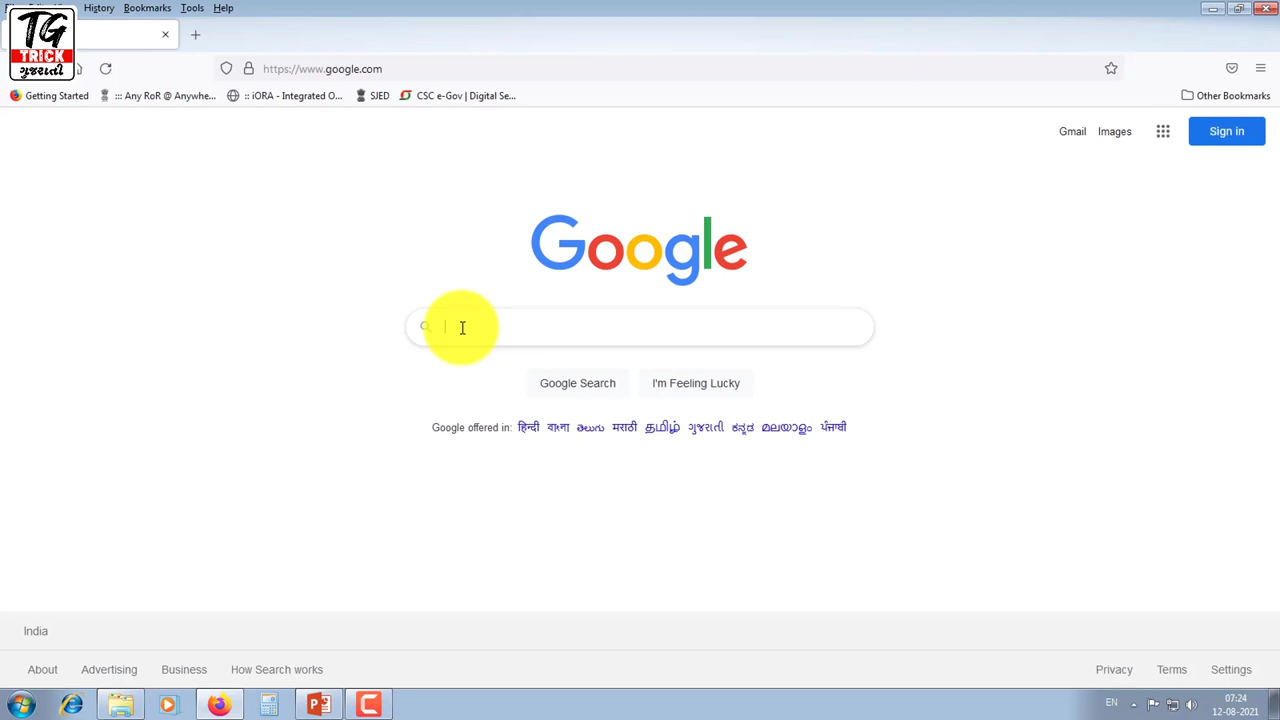 History Bookmarks Tools Help
TG
TRICK
ગુજરાતી
https://www.google.com
Getting Started
::: Any RoR @ Anywhe...
:: iORA - Integrated O...
SJED
CSC e-Gov | Digital Se...
Other Bookmarks
Gmail Images
Sign in
Google
Google Search
I'm Feeling Lucky
Google offered in: हिन्दी বাংলা తెలుగు मराठी தமிழ் ગુજરાતી ಕನ್ನಡ മലയാളം ਪੰਜਾਬੀ
India
About Advertising Business How Search works
Privacy Terms Settings
EN
07:24
12-08-2021